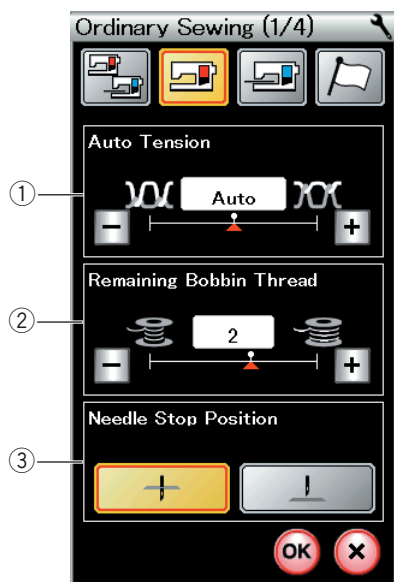 Ordinary Sewing (1/4)
① Auto Tension
Auto
− +
② Remaining Bobbin Thread
2
− +
③ Needle Stop Position
OK ×